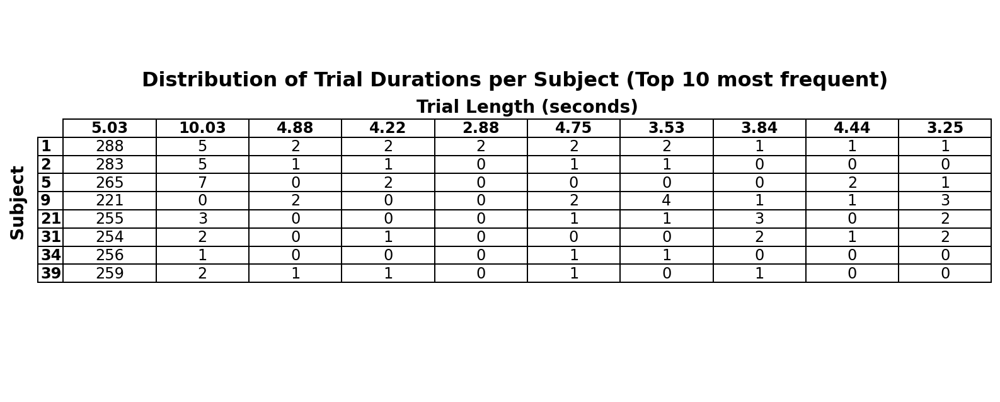 Distribution of Trial Durations per Subject (Top 10 most frequent)
Trial Length (seconds)
5.03 10.03 4.88 4.22 2.88 4.75 3.53 3.84 4.44 3.25
Subject
1 288 5 2 2 2 2 2 1 1 1
2 283 5 1 1 0 1 1 0 0 0
5 265 7 0 2 0 0 0 0 2 1
9 221 0 2 0 0 2 4 1 1 3
21 255 3 0 0 0 1 1 3 0 2
31 254 2 0 1 0 0 0 2 1 2
34 256 1 0 0 0 1 1 0 0 0
39 259 2 1 1 0 1 0 1 0 0